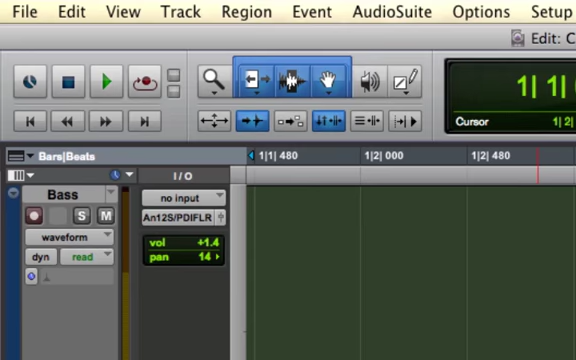 File Edit View Track Region Event AudioSuite Options Setup
Edit: C
1| 1|
Cursor 1| 2|
Bars|Beats 1|1| 480 1|2| 000 1|2| 480
I/O
Bass no input
S M An12S/PDIFLR
waveform vol +1.4
dyn read pan 14